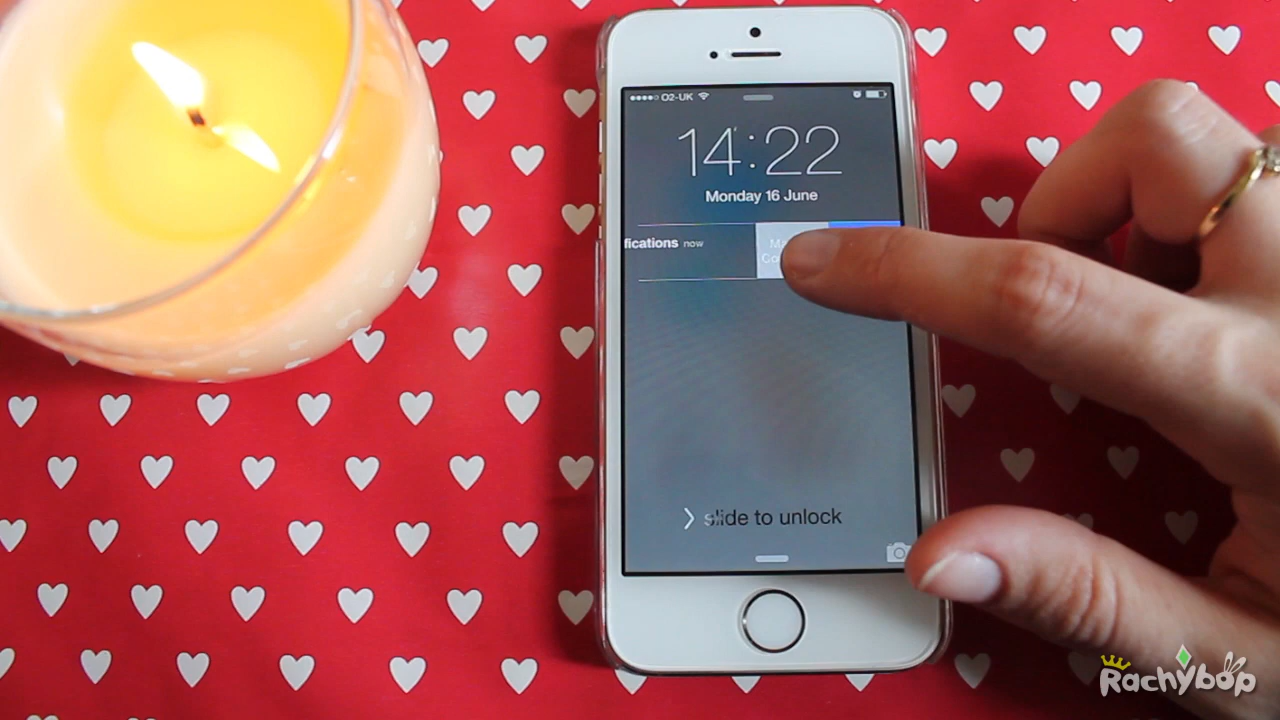 O2-UK
14:22
Monday 16 June
fications now
slide to unlock
Rachybop